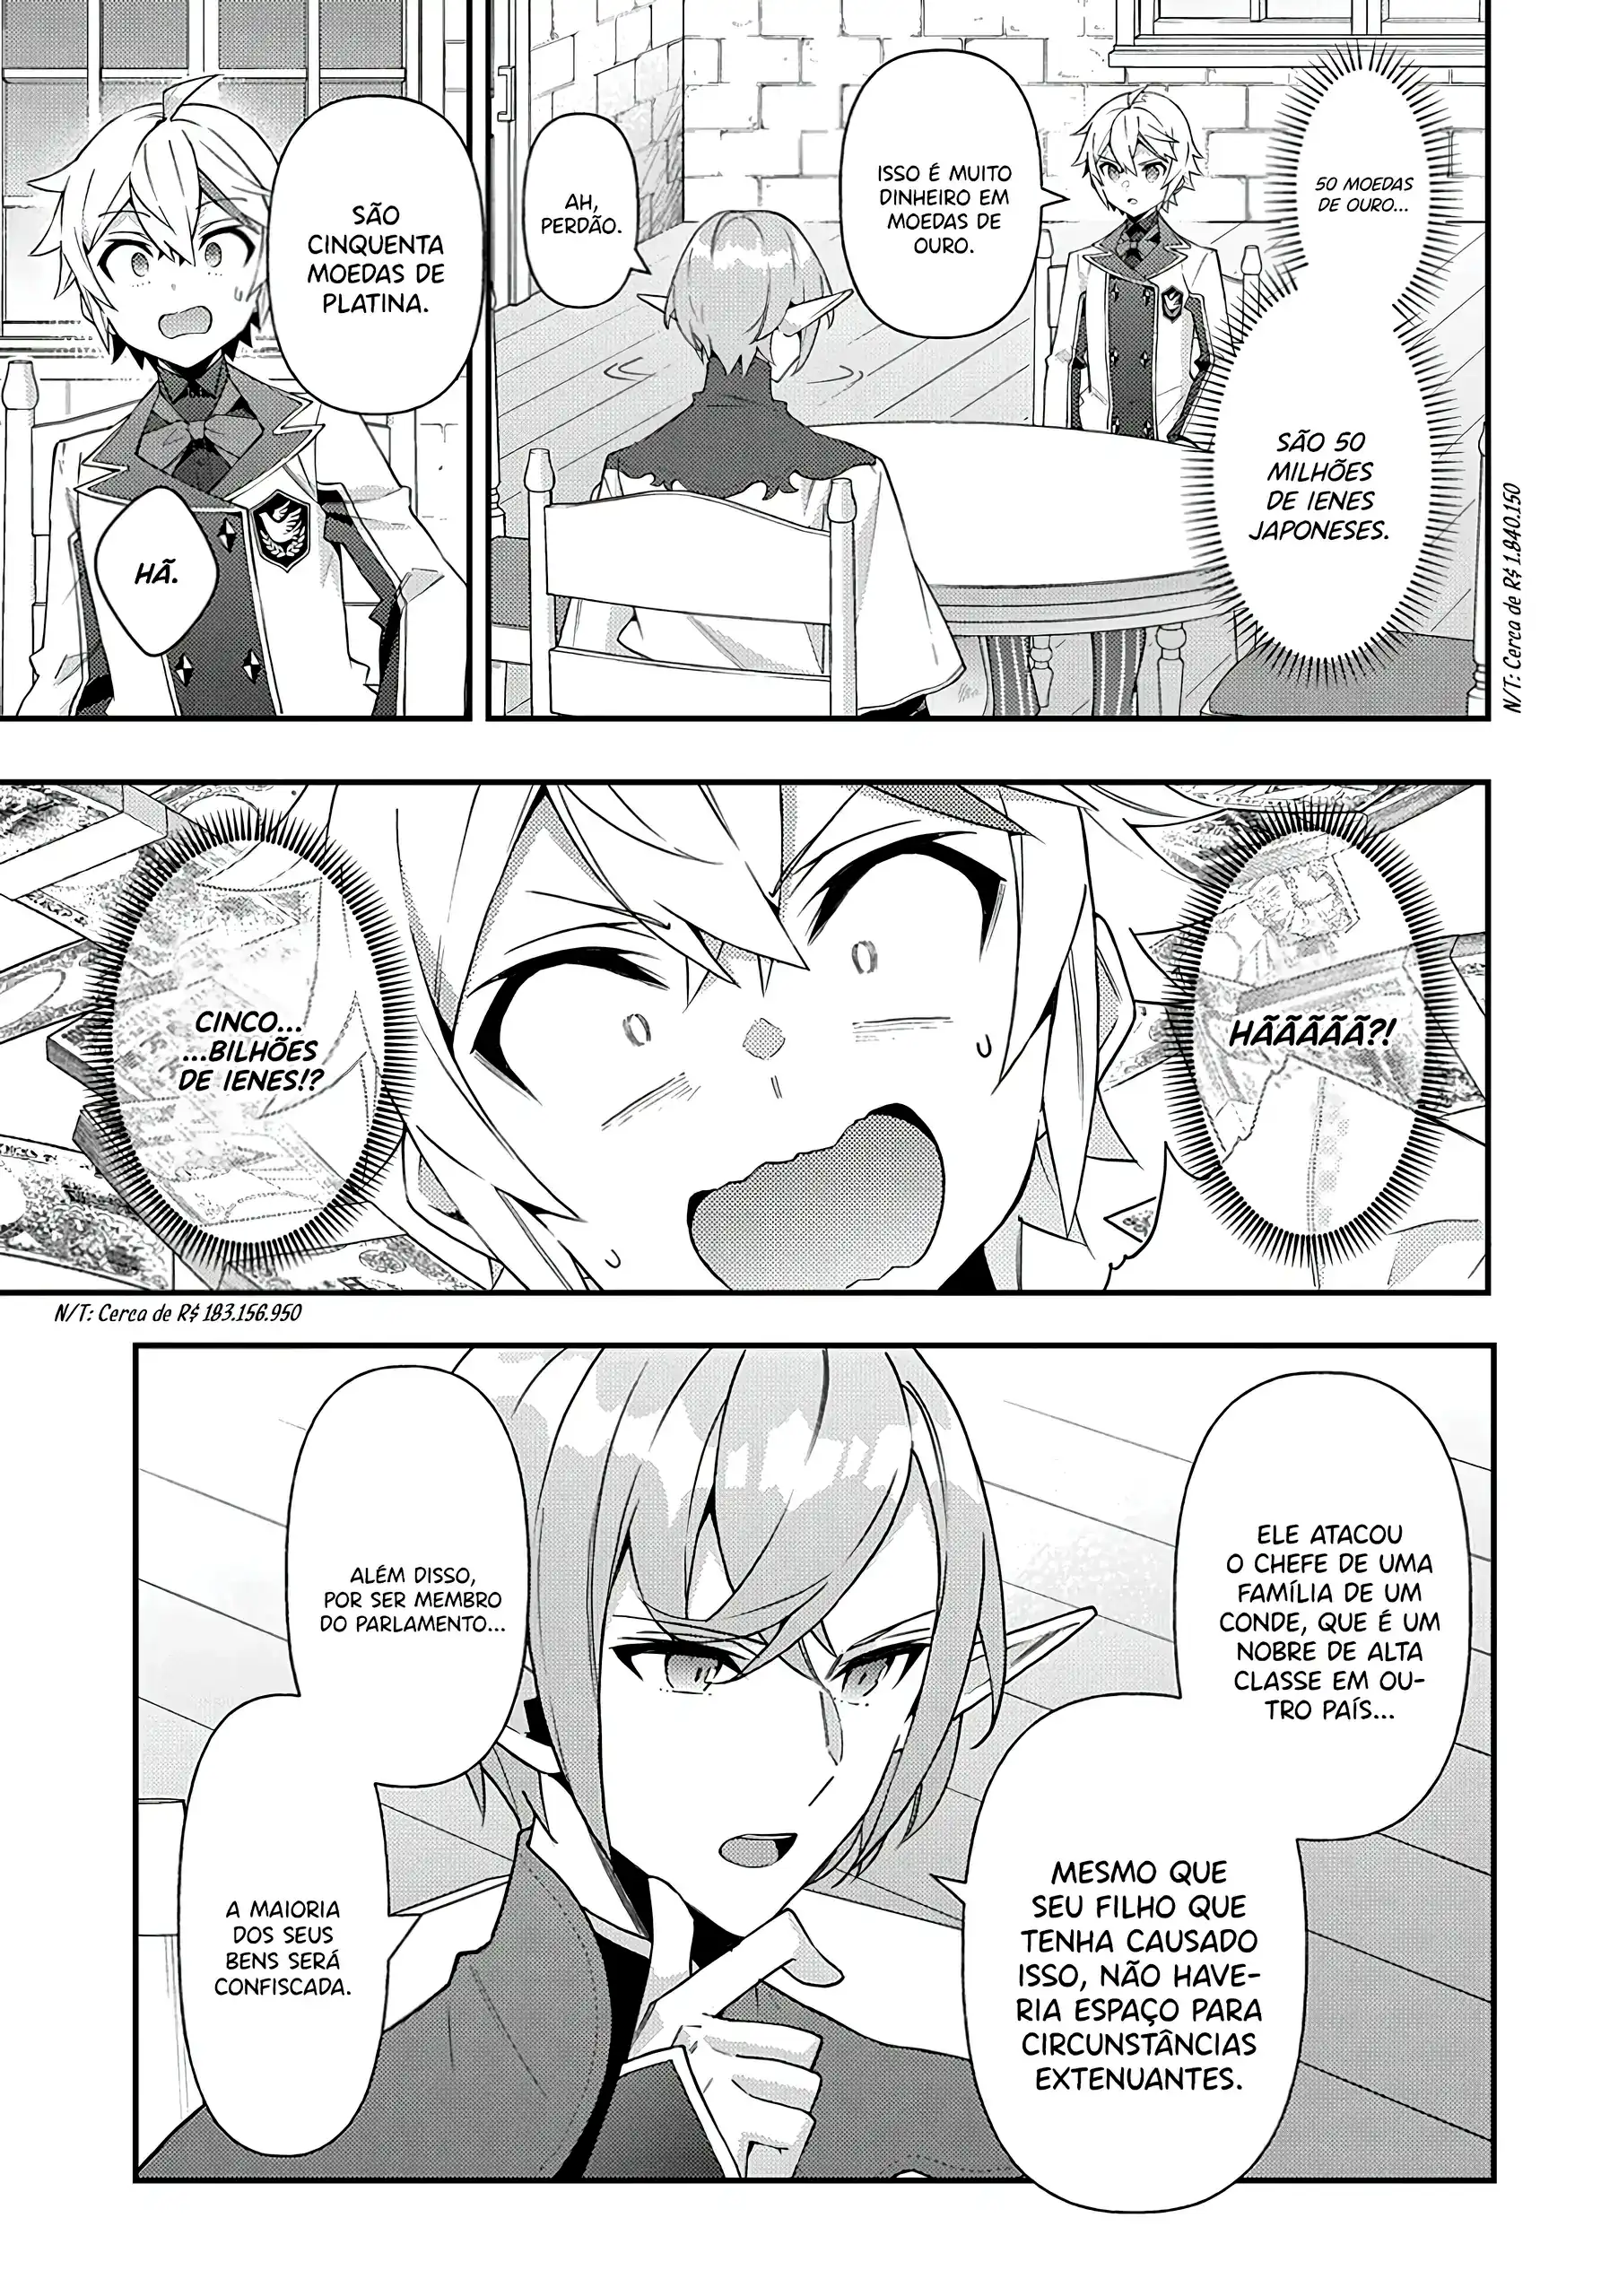 50 MOEDAS
DE OURO...
SÃO 50
MILHÕES
DE IENES
JAPONESES.
N/T: Cerca de R$ 1.840.150
ISSO É MUITO
DINHEIRO EM
MOEDAS DE
OURO.
AH,
PERDÃO.
SÃO
CINQUENTA
MOEDAS DE
PLATINA.
HÃ.
HÃÃÃÃÃ?!
CINCO...
...BILHÕES
DE IENES!?
N/T: Cerca de R$ 183.156.950
ELE ATACOU
O CHEFE DE UMA
FAMÍLIA DE UM
CONDE, QUE É UM
NOBRE DE ALTA
CLASSE EM OU-
TRO PAÍS...
MESMO QUE
SEU FILHO QUE
TENHA CAUSADO
ISSO, NÃO HAVE-
RIA ESPAÇO PARA
CIRCUNSTÂNCIAS
EXTENUANTES.
ALÉM DISSO,
POR SER MEMBRO
DO PARLAMENTO...
A MAIORIA
DOS SEUS
BENS SERÁ
CONFISCADA.